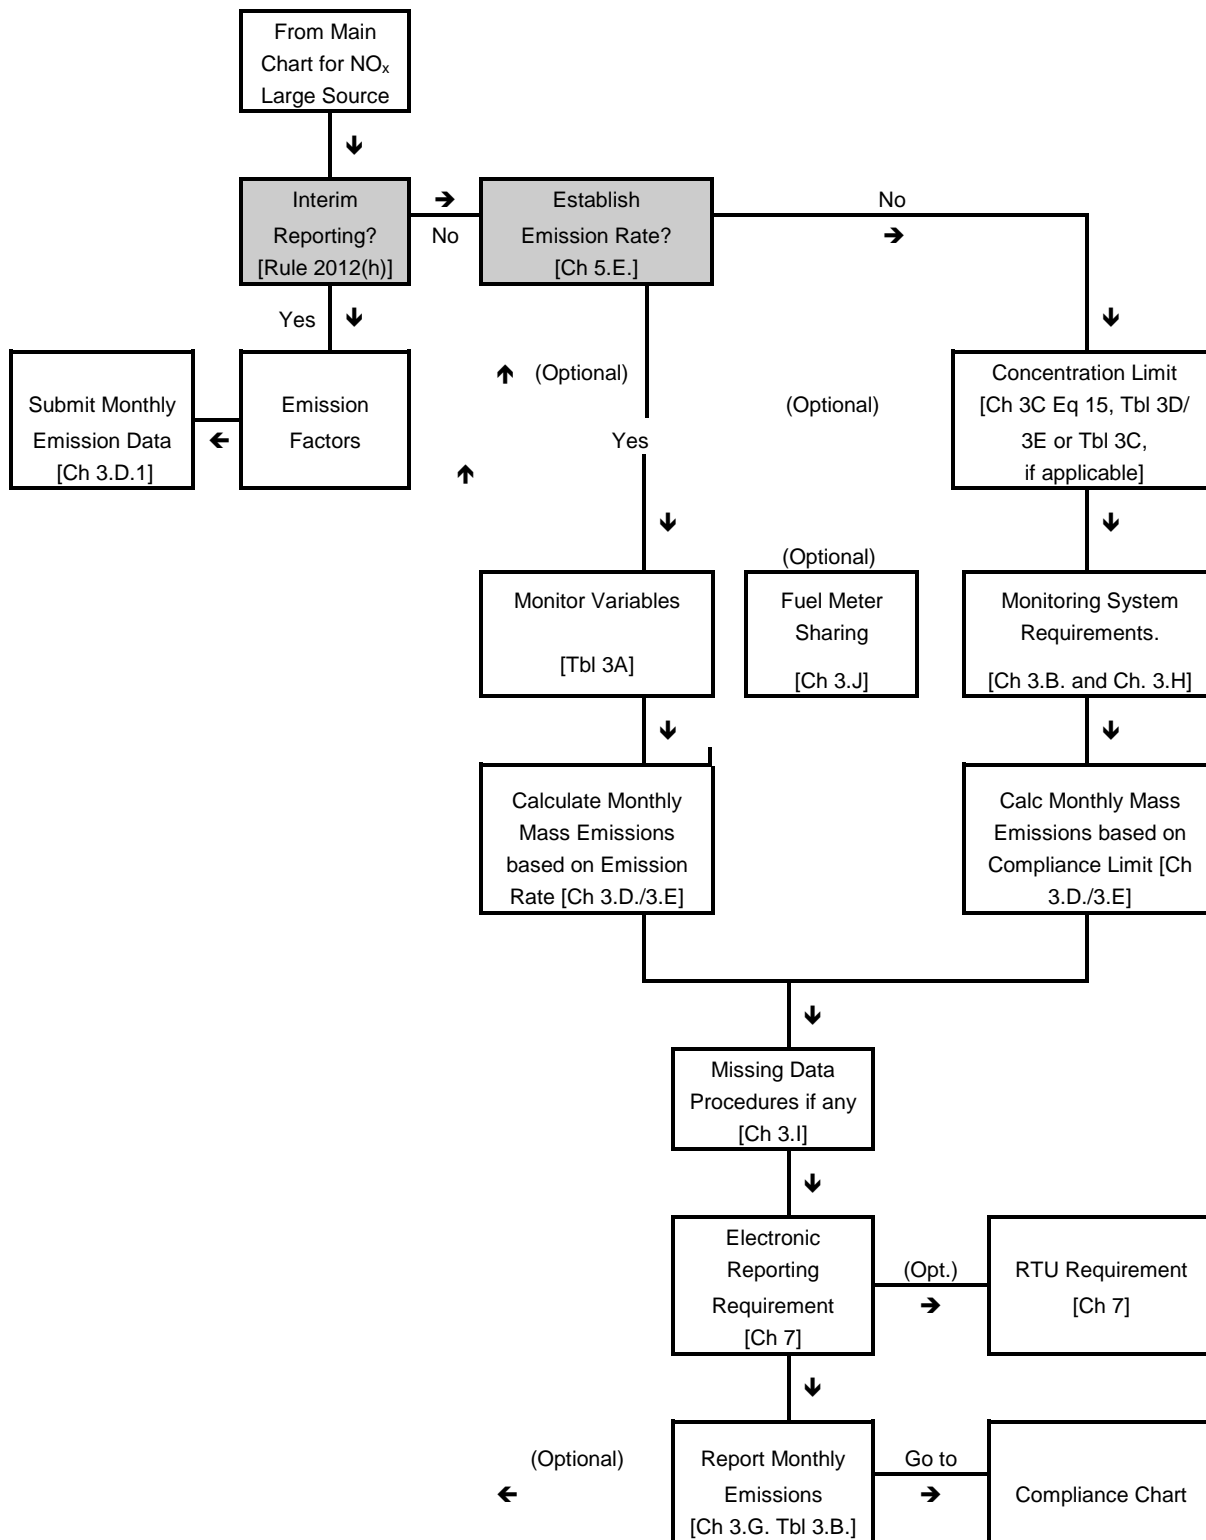 From Main
Chart for NOx
Large Source
Interim
Reporting?
[Rule 2012(h)]
No
Establish
Emission Rate?
[Ch 5.E.]
No
Yes
Submit Monthly
Emission Data
[Ch 3.D.1]
Emission
Factors
(Optional)
Yes
(Optional)
Concentration Limit
[Ch 3C Eq 15, Tbl 3D/
3E or Tbl 3C,
if applicable]
Monitor Variables
[Tbl 3A]
(Optional)
Fuel Meter
Sharing
[Ch 3.J]
Monitoring System
Requirements.
[Ch 3.B. and Ch. 3.H]
Calculate Monthly
Mass Emissions
based on Emission
Rate [Ch 3.D./3.E]
Calc Monthly Mass
Emissions based on
Compliance Limit [Ch
3.D./3.E]
Missing Data
Procedures if any
[Ch 3.I]
Electronic
Reporting
Requirement
[Ch 7]
(Opt.)
RTU Requirement
[Ch 7]
(Optional)
Report Monthly
Emissions
[Ch 3.G. Tbl 3.B.]
Go to
Compliance Chart